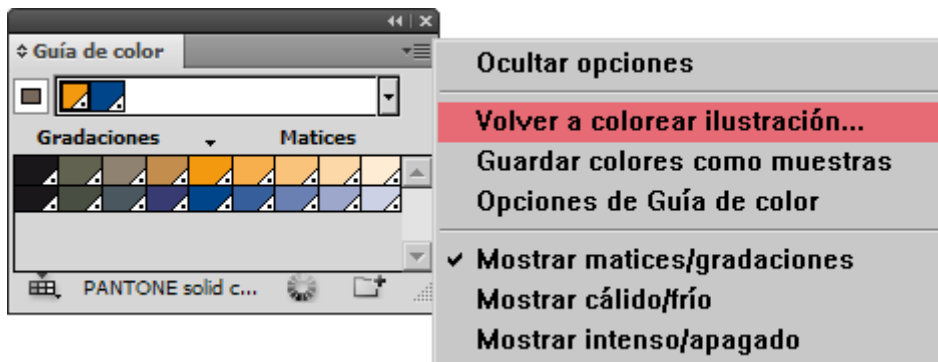 Guía de color
Gradaciones Matices
PANTONE solid c...
Ocultar opciones
Volver a colorear ilustración...
Guardar colores como muestras
Opciones de Guía de color
Mostrar matices/gradaciones
Mostrar cálido/frío
Mostrar intenso/apagado